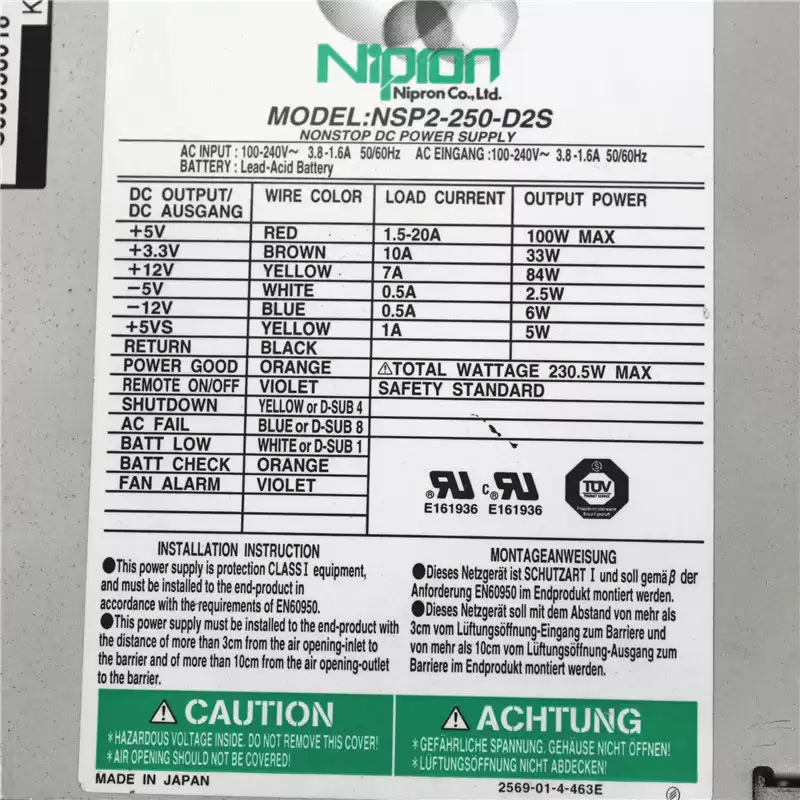 Nipron
Nipron Co., Ltd.
MODEL:NSP2-250-D2S
NONSTOP DC POWER SUPPLY
AC INPUT : 100-240V~ 3.8-1.6A 50/60Hz AC EINGANG :100-240V~ 3.8-1.6A 50/60Hz
BATTERY : Lead-Acid Battery
DC OUTPUT/ DC AUSGANG WIRE COLOR LOAD CURRENT OUTPUT POWER
+5V RED 1.5-20A 100W MAX
+3.3V BROWN 10A 33W
+12V YELLOW 7A 84W
-5V WHITE 0.5A 2.5W
-12V BLUE 0.5A 6W
+5VS YELLOW 1A 5W
RETURN BLACK
POWER GOOD ORANGE ⚠TOTAL WATTAGE 230.5W MAX
REMOTE ON/OFF VIOLET SAFETY STANDARD
SHUTDOWN YELLOW or D-SUB 4
AC FAIL BLUE or D-SUB 8
BATT LOW WHITE or D-SUB 1
BATT CHECK ORANGE
FAN ALARM VIOLET
E161936 E161936
TÜV
INSTALLATION INSTRUCTION
●This power supply is protection CLASS I equipment,
and must be installed to the end-product in
accordance with the requirements of EN60950.
●This power supply must be installed to the end-product with
the distance of more than 3cm from the air opening-inlet to
the barrier and of more than 10cm from the air opening-outlet
to the barrier.
MONTAGEANWEISUNG
●Dieses Netzgerät ist SCHUTZART I und soll gemäβ der
Anforderung EN60950 im Endprodukt montiert werden.
●Dieses Netzgerät soll mit dem Abstand von mehr als
3cm vom Lüftungsöffnung-Eingang zum Barriere und
von mehr als 10cm vom Lüftungsöffnung-Ausgang zum
Barriere im Endprodukt montiert werden.
⚠CAUTION
*HAZARDOUS VOLTAGE INSIDE. DO NOT REMOVE THIS COVER!
*AIR OPENING SHOULD NOT BE COVERED!
⚠ACHTUNG
*GEFÄHRLICHE SPANNUNG. GEHÄUSE NICHT ÖFFNEN!
*LÜFTUNGSÖFFNUNG NICHT ABDECKEN!
MADE IN JAPAN
2569-01-4-463E